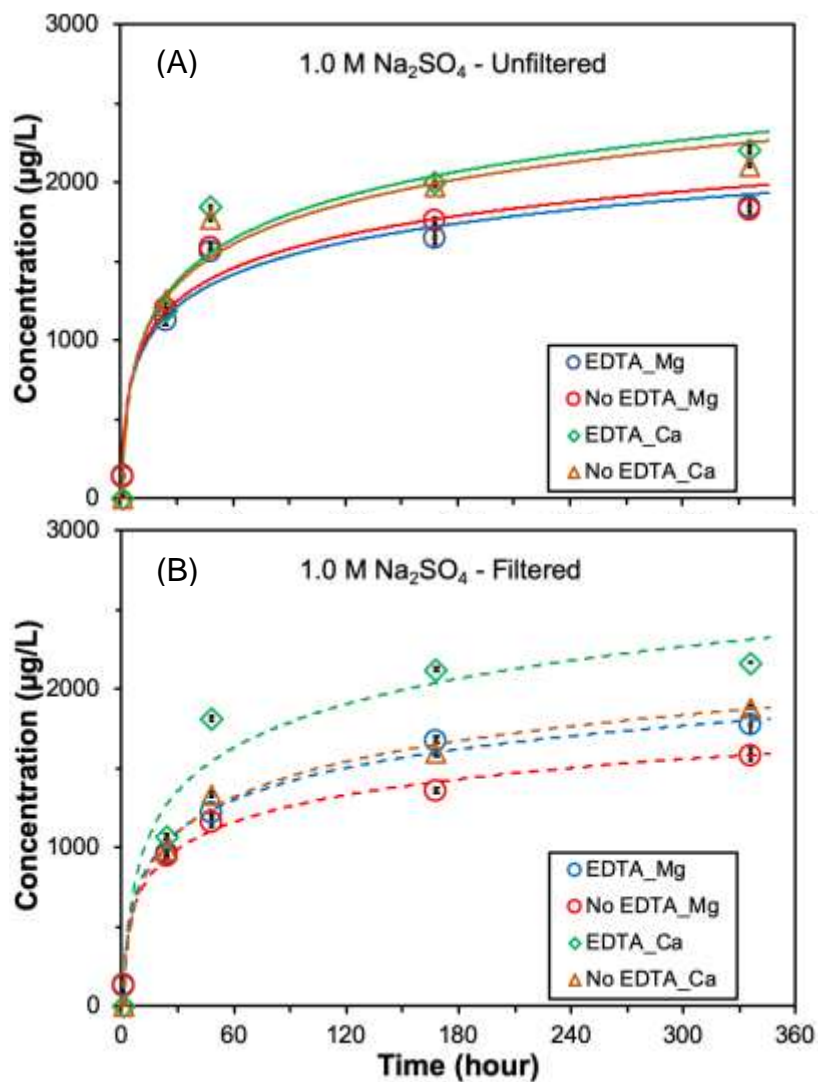 3000
(A)
1.0 M Na₂SO₄ - Unfiltered
2000
Concentration (µg/L)
1000
EDTA_Mg
No EDTA_Mg
EDTA_Ca
No EDTA_Ca
0
3000
(B)
1.0 M Na₂SO₄ - Filtered
2000
Concentration (µg/L)
1000
EDTA_Mg
No EDTA_Mg
EDTA_Ca
No EDTA_Ca
0
0 60 120 180 240 300 360
Time (hour)